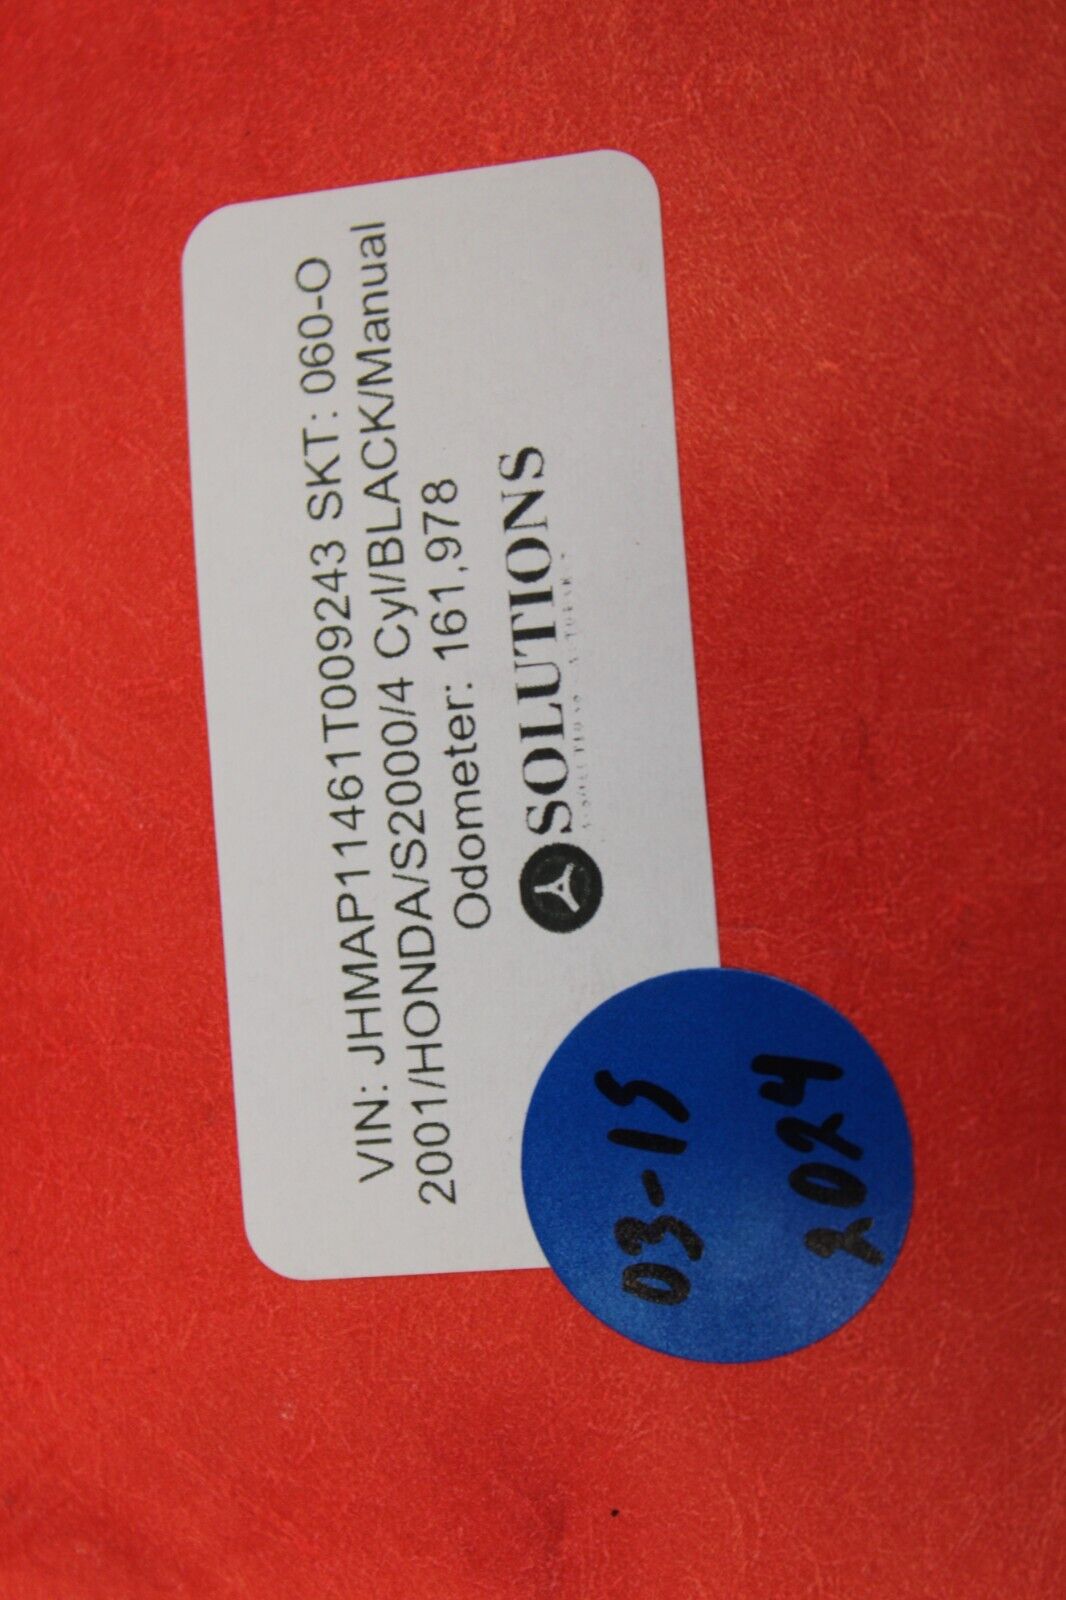 VIN: JHMAP11461T009243 SKT: 060-O
2001/HONDA/S2000/4 Cyl/BLACK/Manual
Odometer: 161,978
SOLUTIONS
03-15
2024